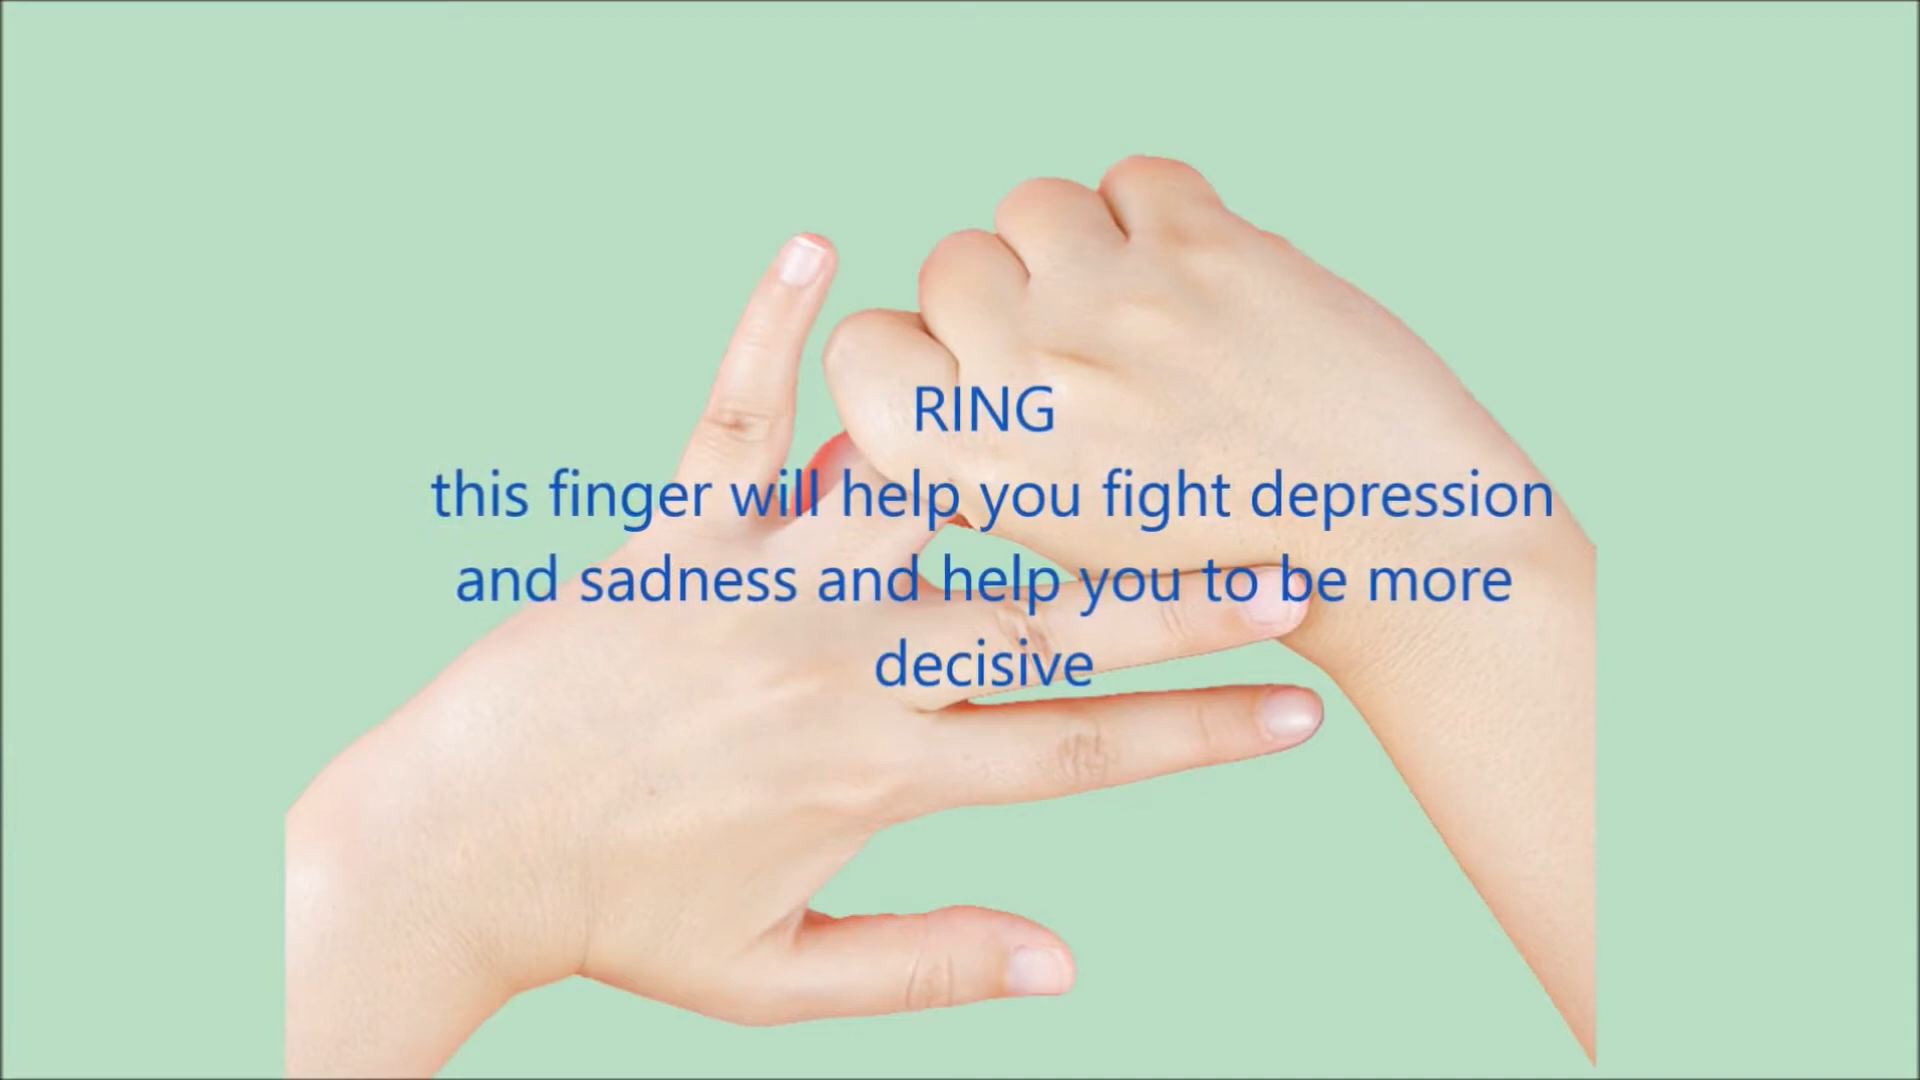 RING
this finger will help you fight depression
and sadness and help you to be more
decisive